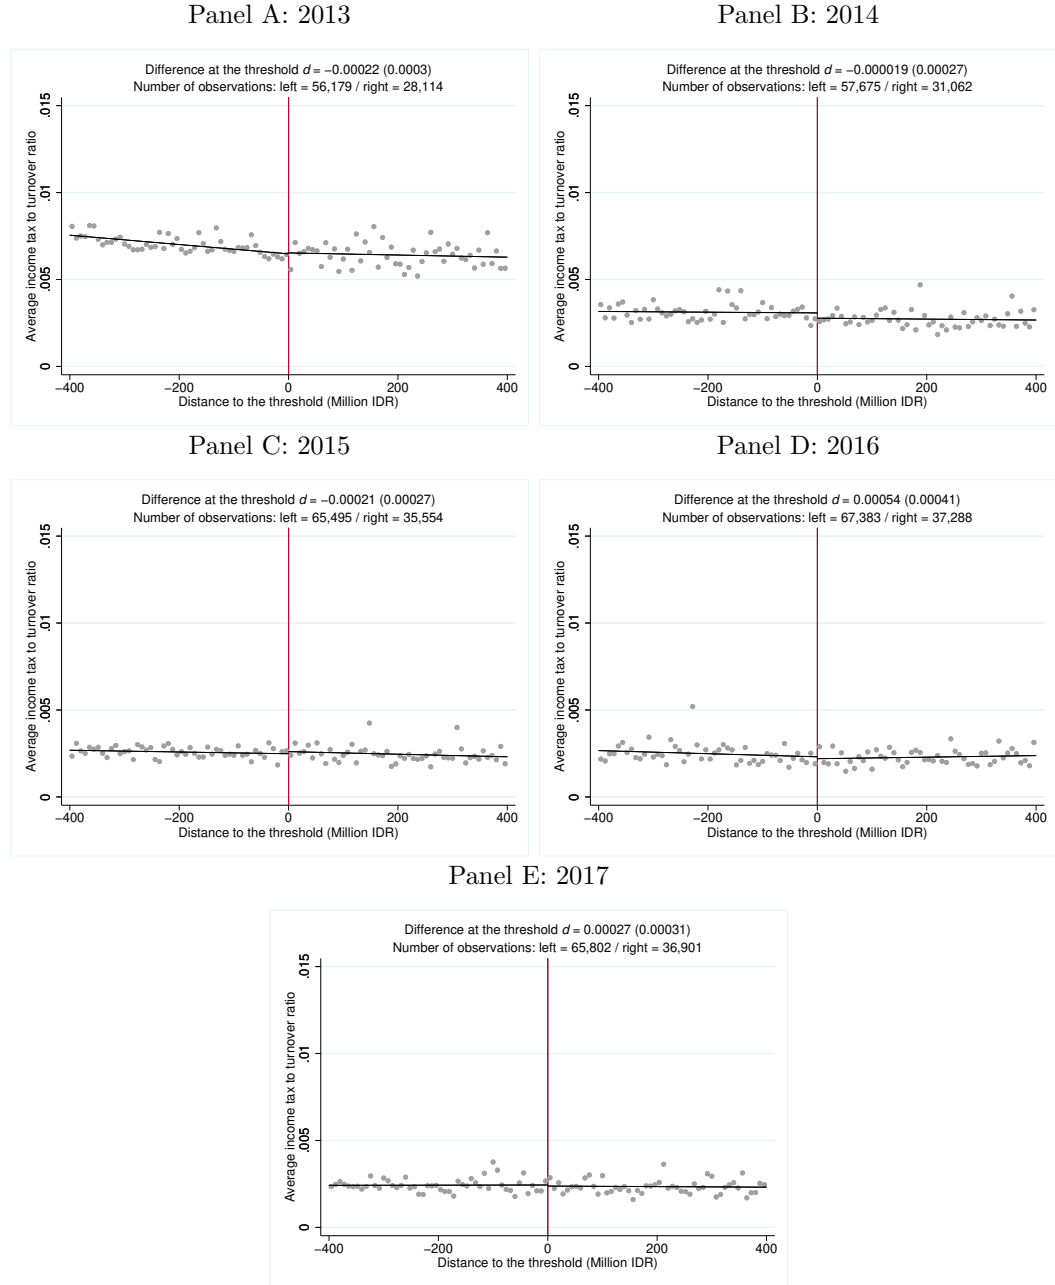 Panel A: 2013
Difference at the threshold d = −0.00022 (0.0003)
Number of observations: left = 56,179 / right = 28,114
Average income tax to turnover ratio
.015
.01
.005
0
−400 −200 0 200 400
Distance to the threshold (Million IDR)
Panel B: 2014
Difference at the threshold d = −0.000019 (0.00027)
Number of observations: left = 57,675 / right = 31,062
Average income tax to turnover ratio
.015
.01
.005
0
−400 −200 0 200 400
Distance to the threshold (Million IDR)
Panel C: 2015
Difference at the threshold d = −0.00021 (0.00027)
Number of observations: left = 65,495 / right = 35,554
Average income tax to turnover ratio
.015
.01
.005
0
−400 −200 0 200 400
Distance to the threshold (Million IDR)
Panel D: 2016
Difference at the threshold d = 0.00054 (0.00041)
Number of observations: left = 67,383 / right = 37,288
Average income tax to turnover ratio
.015
.01
.005
0
−400 −200 0 200 400
Distance to the threshold (Million IDR)
Panel E: 2017
Difference at the threshold d = 0.00027 (0.00031)
Number of observations: left = 65,802 / right = 36,901
Average income tax to turnover ratio
.015
.01
.005
0
−400 −200 0 200 400
Distance to the threshold (Million IDR)